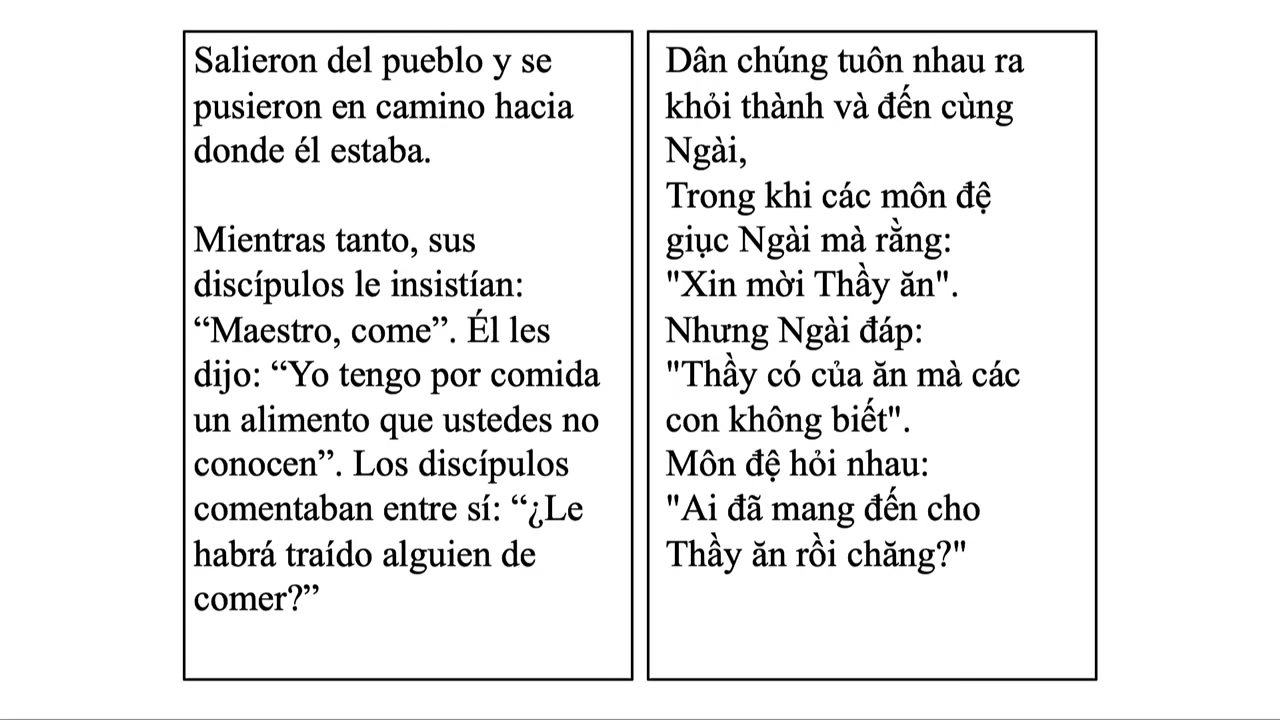 Salieron del pueblo y se
pusieron en camino hacia
donde él estaba.
Mientras tanto, sus
discípulos le insistían:
“Maestro, come”. Él les
dijo: “Yo tengo por comida
un alimento que ustedes no
conocen”. Los discípulos
comentaban entre sí: “¿Le
habrá traído alguien de
comer?”
Dân chúng tuôn nhau ra
khỏi thành và đến cùng
Ngài,
Trong khi các môn đệ
giục Ngài mà rằng:
"Xin mời Thầy ăn".
Nhưng Ngài đáp:
"Thầy có của ăn mà các
con không biết".
Môn đệ hỏi nhau:
"Ai đã mang đến cho
Thầy ăn rồi chăng?"